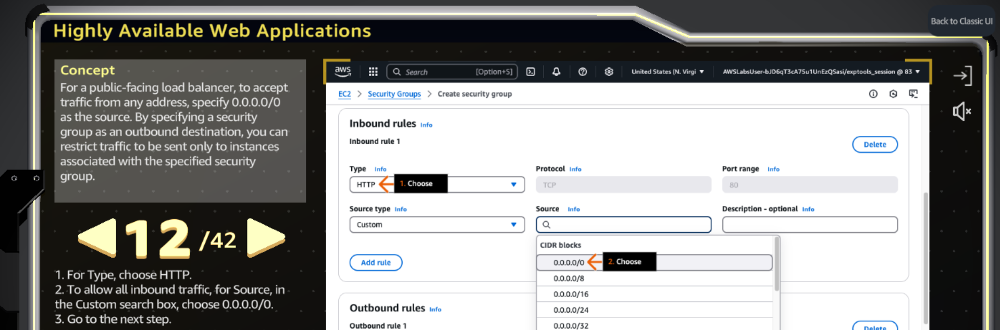 Back to Classic UI
Highly Available Web Applications
Concept
For a public-facing load balancer, to accept
traffic from any address, specify 0.0.0.0/0
as the source. By specifying a security
group as an outbound destination, you can
restrict traffic to be sent only to instances
associated with the specified security
group.
12 /42
1. For Type, choose HTTP.
2. To allow all inbound traffic, for Source, in
the Custom search box, choose 0.0.0.0/0.
3. Go to the next step.
aws Search [Option+S] United States (N. Virgi AWSLabsUser-bJD6qT3cA75u1UnEzQSasi/exptools_session @ 83
EC2 > Security Groups > Create security group
Inbound rules Info
Inbound rule 1
Delete
Type Info Protocol Info Port range Info
HTTP 1. Choose TCP 80
Source type Info Source Info Description - optional Info
Custom
CIDR blocks
Add rule
0.0.0.0/0 2. Choose
0.0.0.0/8
0.0.0.0/16
0.0.0.0/24
0.0.0.0/32
Outbound rules Info
Outbound rule 1
Delete